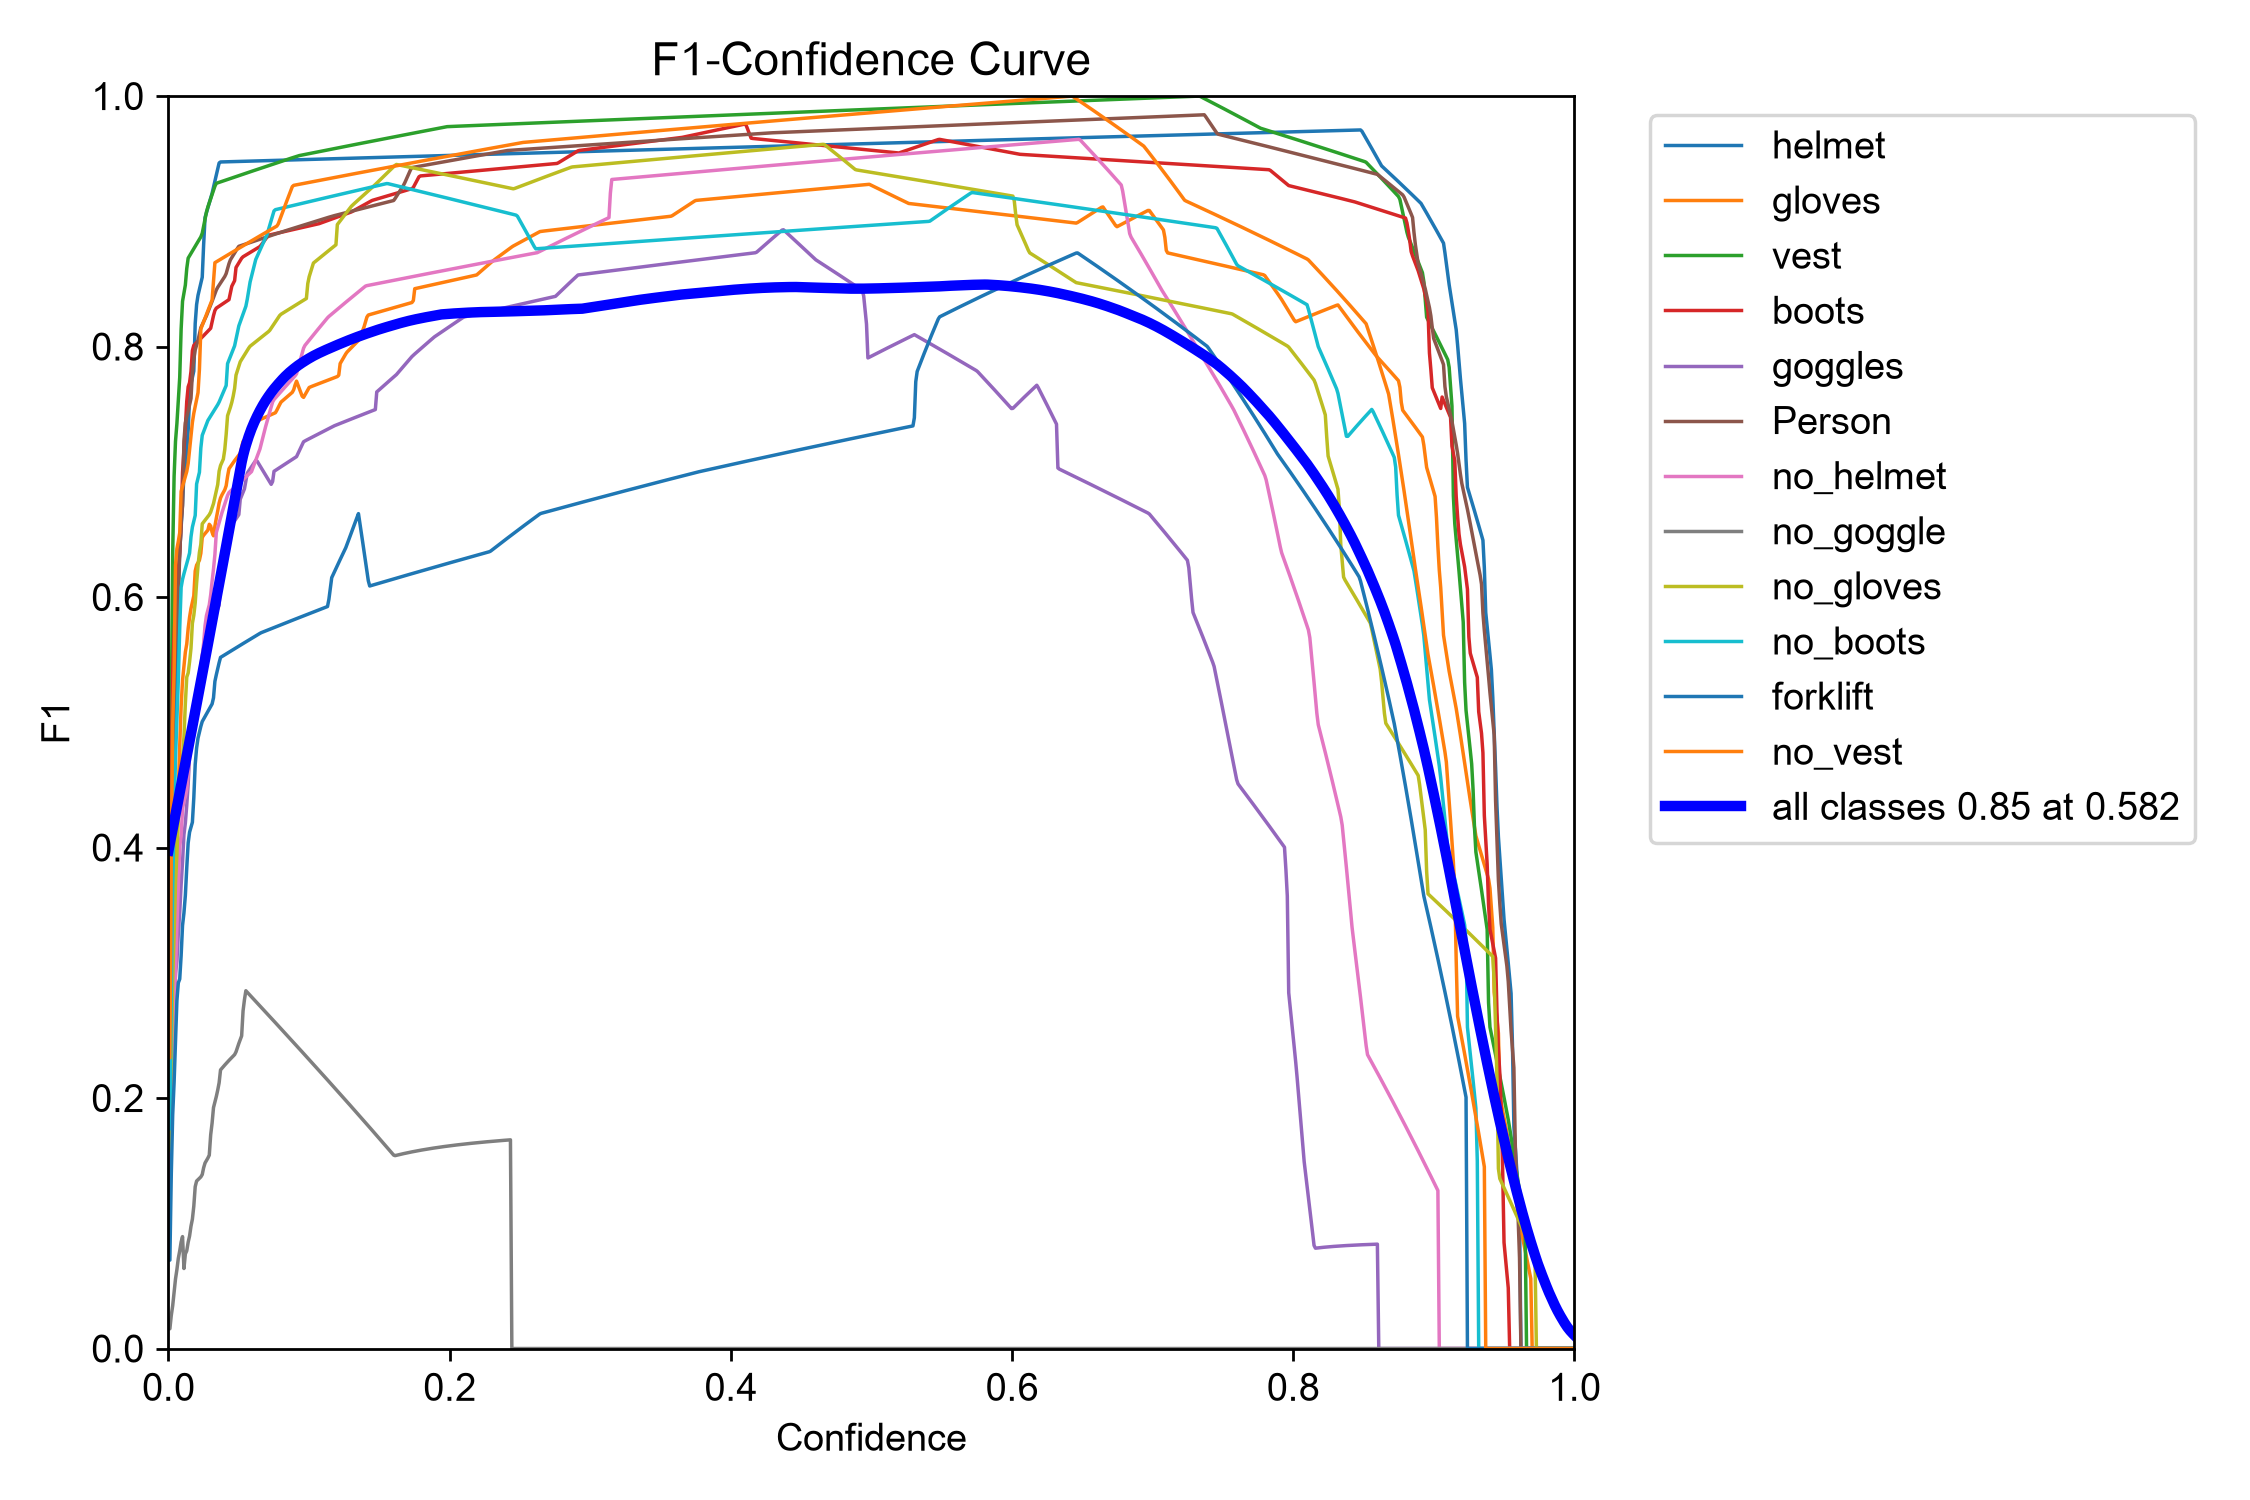 F1-Confidence Curve
1.0
0.8
0.6
0.4
0.2
0.0
F1
0.0 0.2 0.4 0.6 0.8 1.0
Confidence
helmet
gloves
vest
boots
goggles
Person
no_helmet
no_goggle
no_gloves
no_boots
forklift
no_vest
all classes 0.85 at 0.582